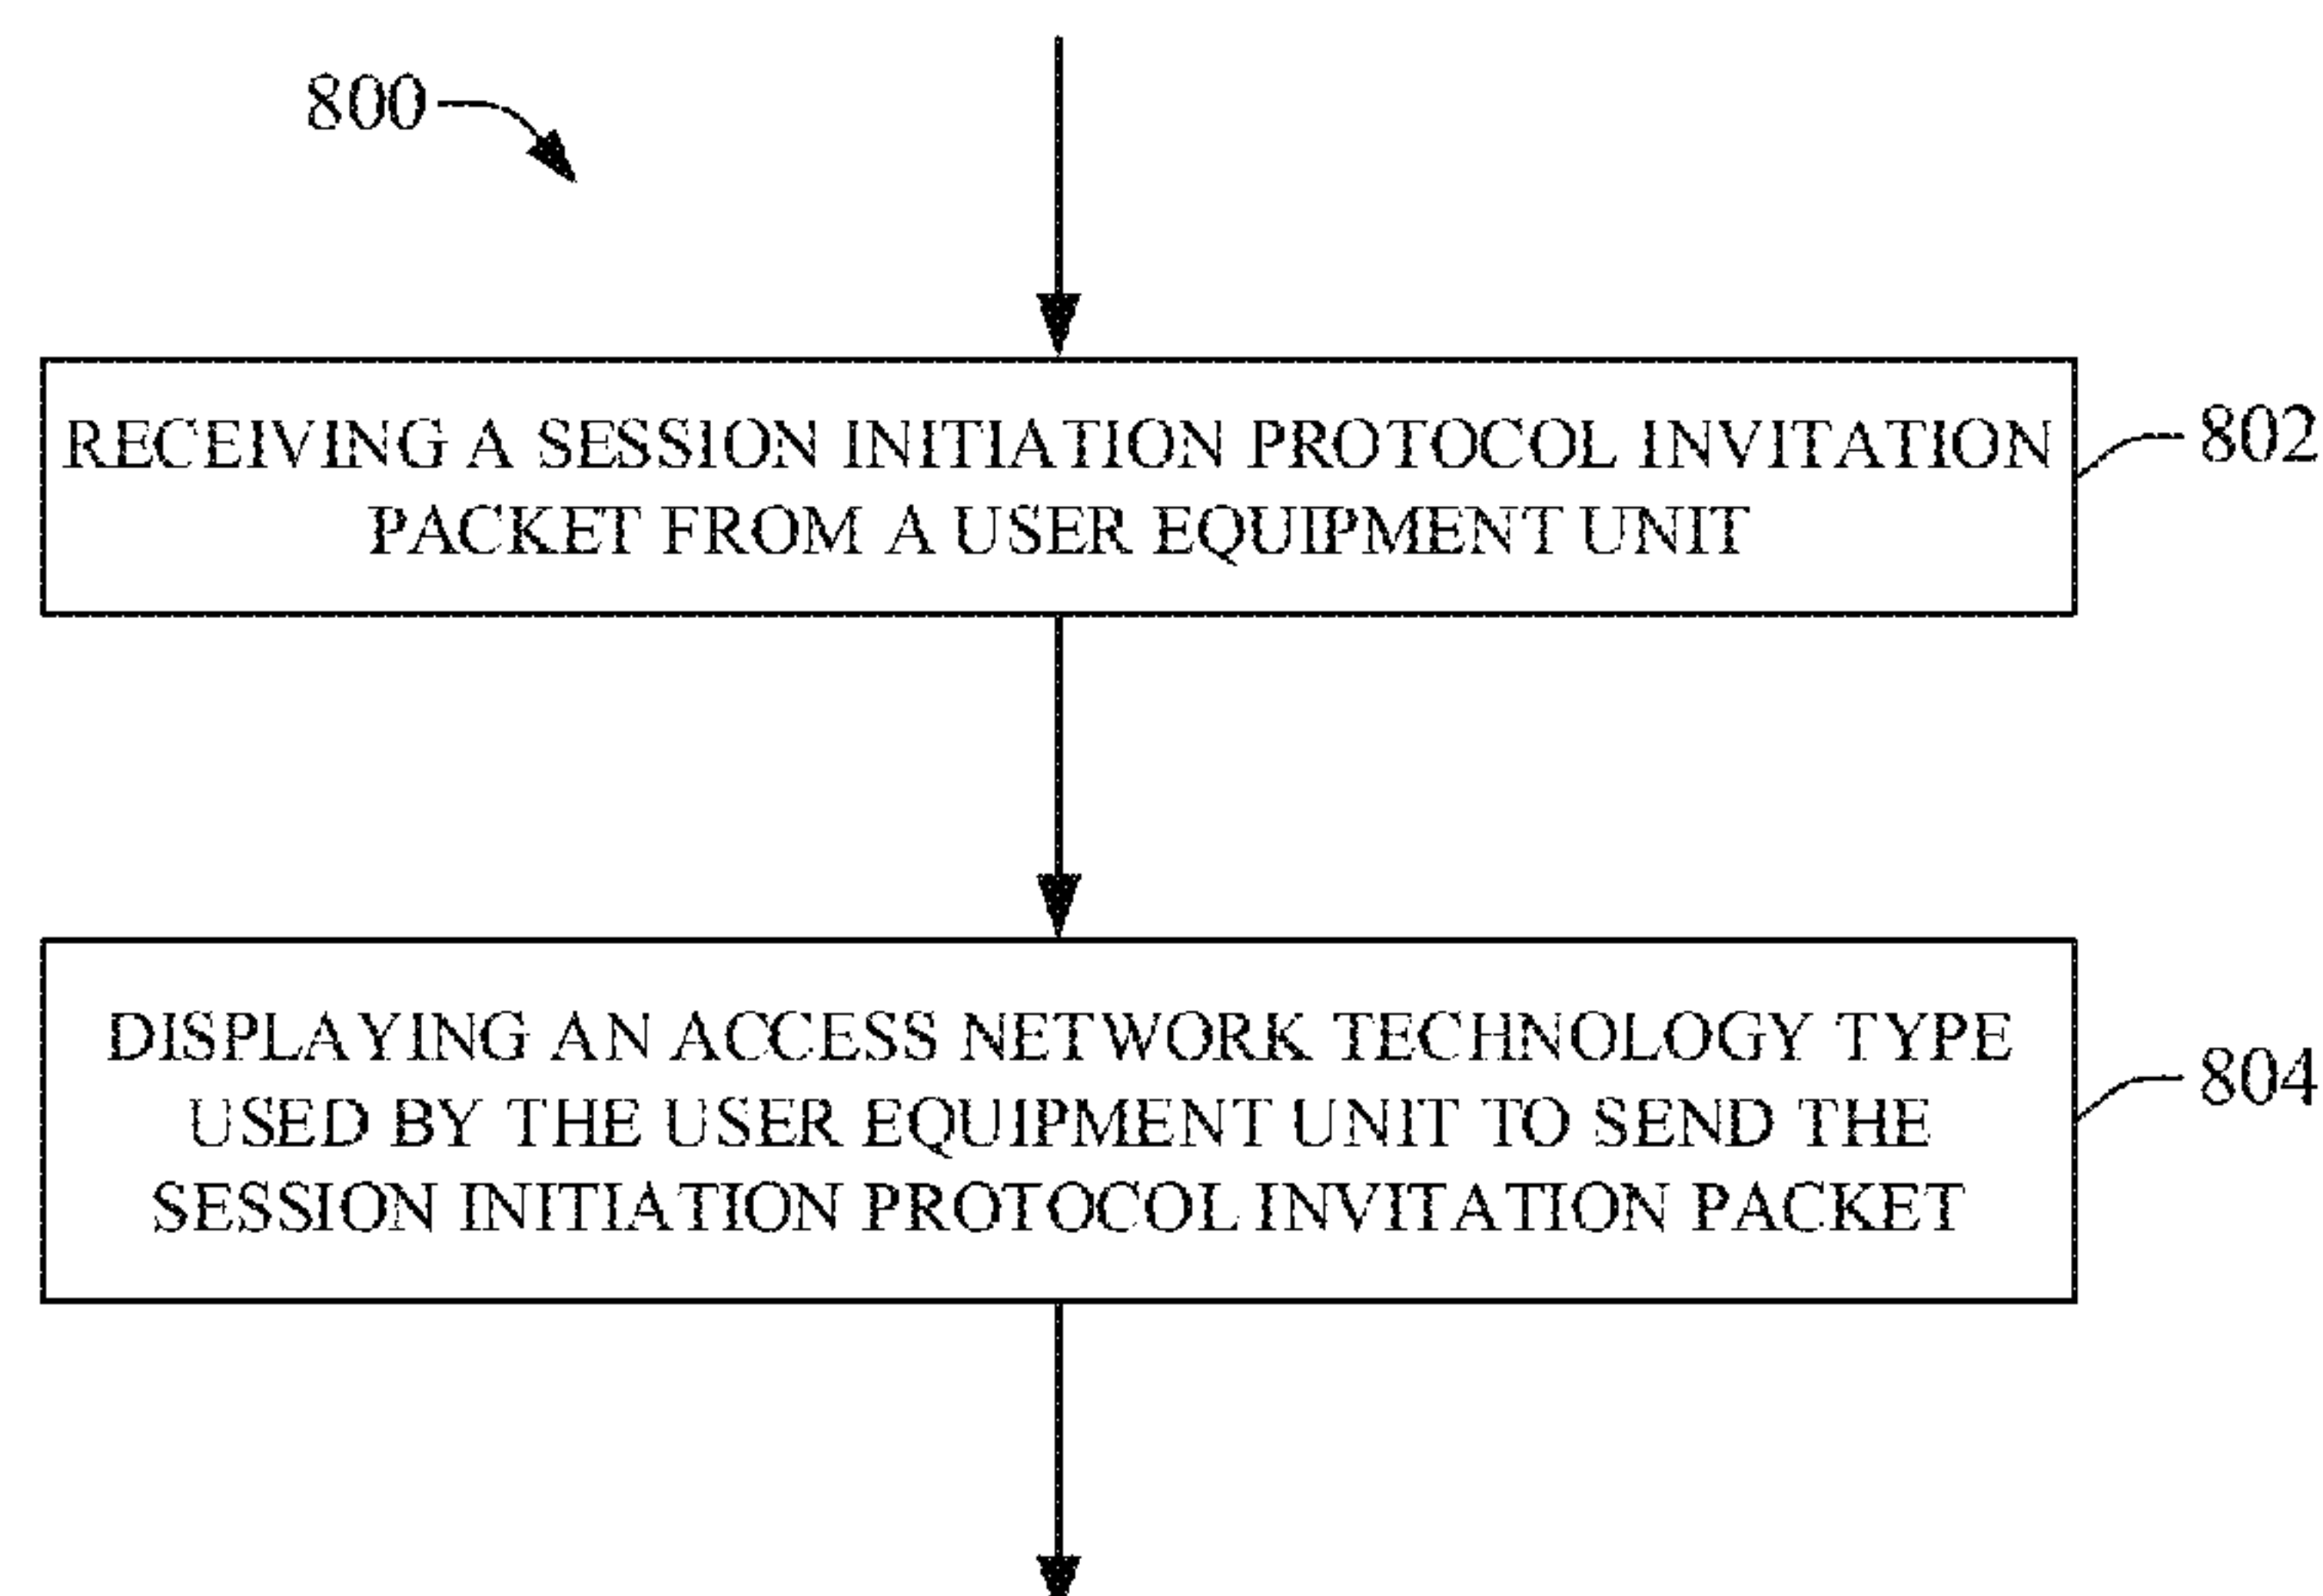 800
RECEIVING A SESSION INITIATION PROTOCOL INVITATION
PACKET FROM A USER EQUIPMENT UNIT
802
DISPLAYING AN ACCESS NETWORK TECHNOLOGY TYPE
USED BY THE USER EQUIPMENT UNIT TO SEND THE
SESSION INITIATION PROTOCOL INVITATION PACKET
804